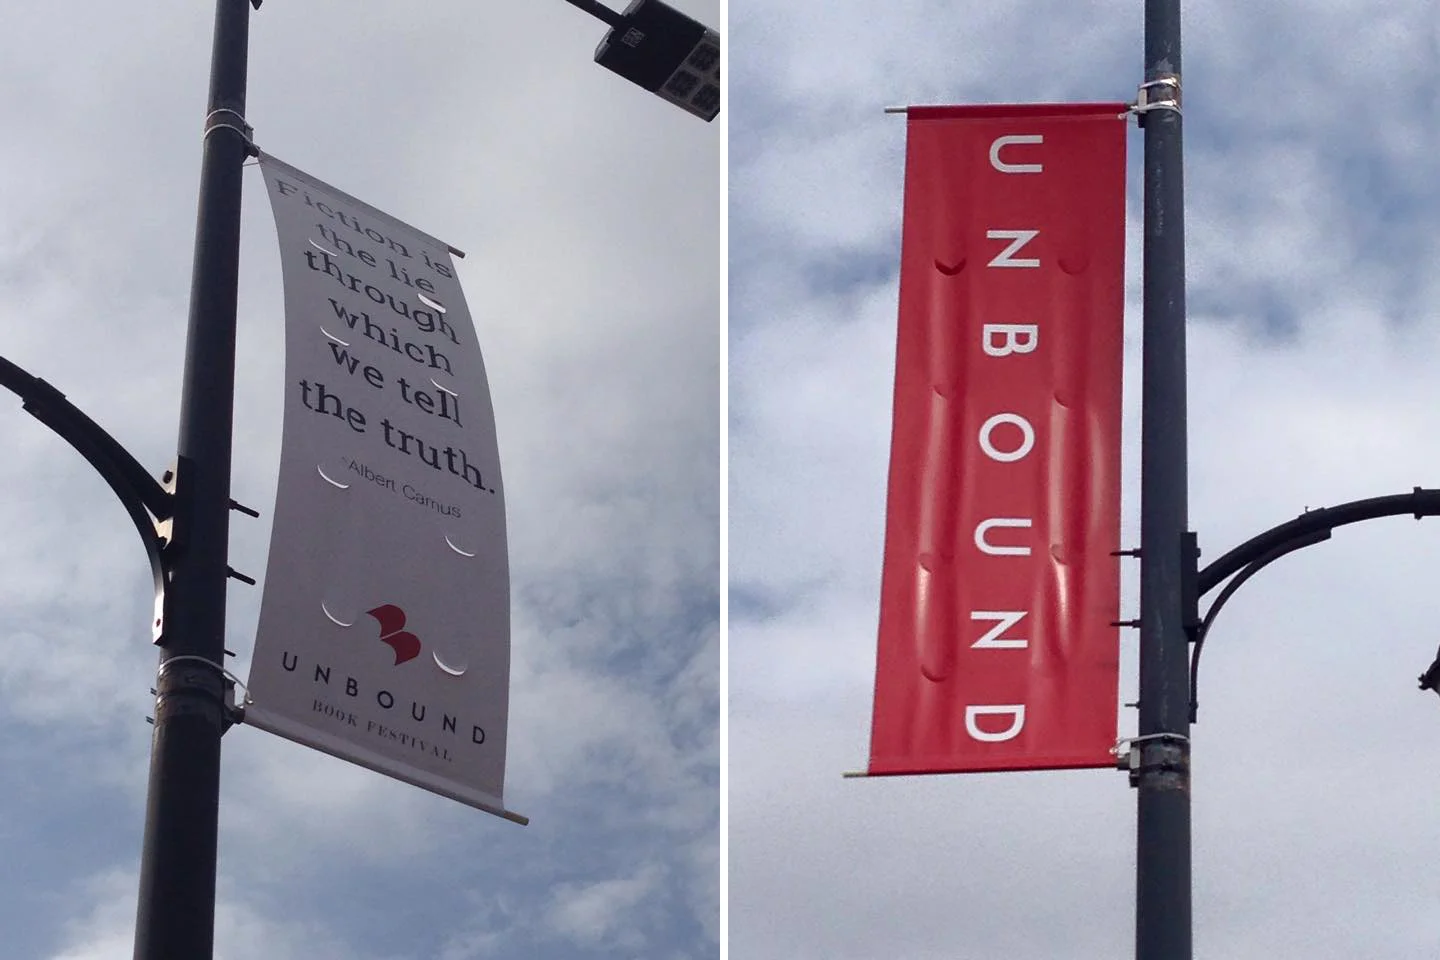 Fiction is
the lie
through
which
we tell
the truth.
-Albert Camus
UNBOUND
BOOK FESTIVAL
UNBOUND